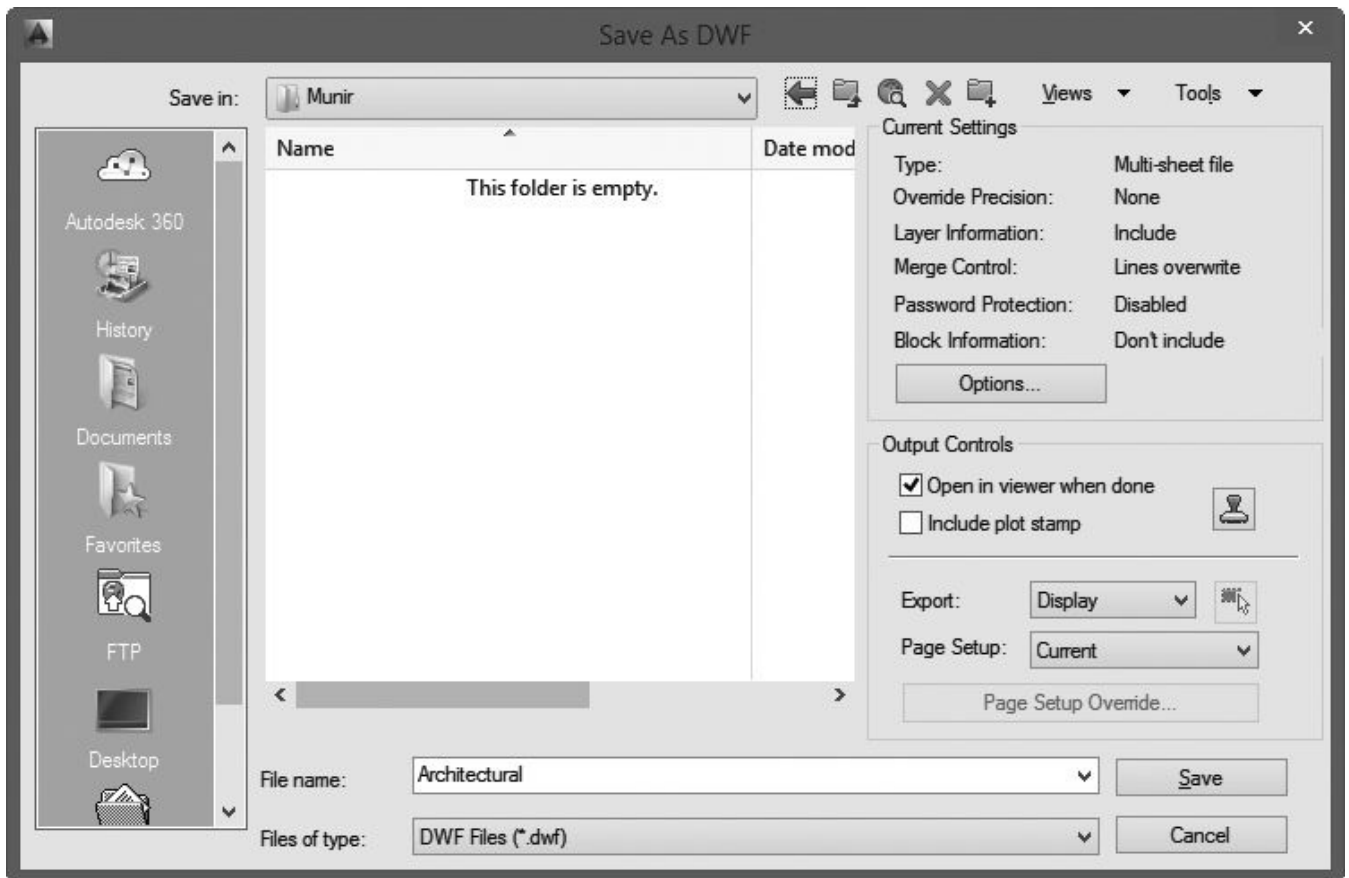 Save As DWF
Save in:
Munir
Views
Tools
Autodesk 360
History
Documents
Favorites
FTP
Desktop
Name
Date mod
This folder is empty.
Current Settings
Type: Multi-sheet file
Override Precision: None
Layer Information: Include
Merge Control: Lines overwrite
Password Protection: Disabled
Block Information: Don't include
Options...
Output Controls
Open in viewer when done
Include plot stamp
Export: Display
Page Setup: Current
Page Setup Override...
File name: Architectural
Save
Files of type: DWF Files (*.dwf)
Cancel